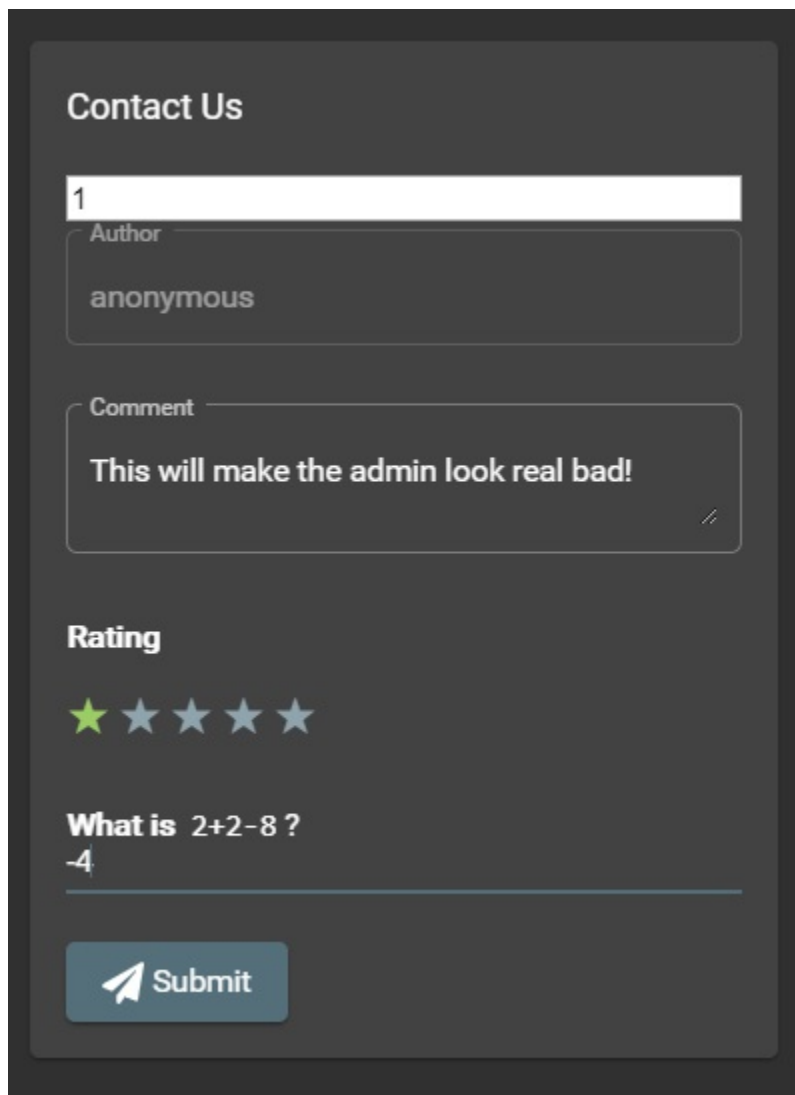 Contact Us
1
Author
anonymous
Comment
This will make the admin look real bad!
Rating
What is 2+2-8 ?
-4
Submit